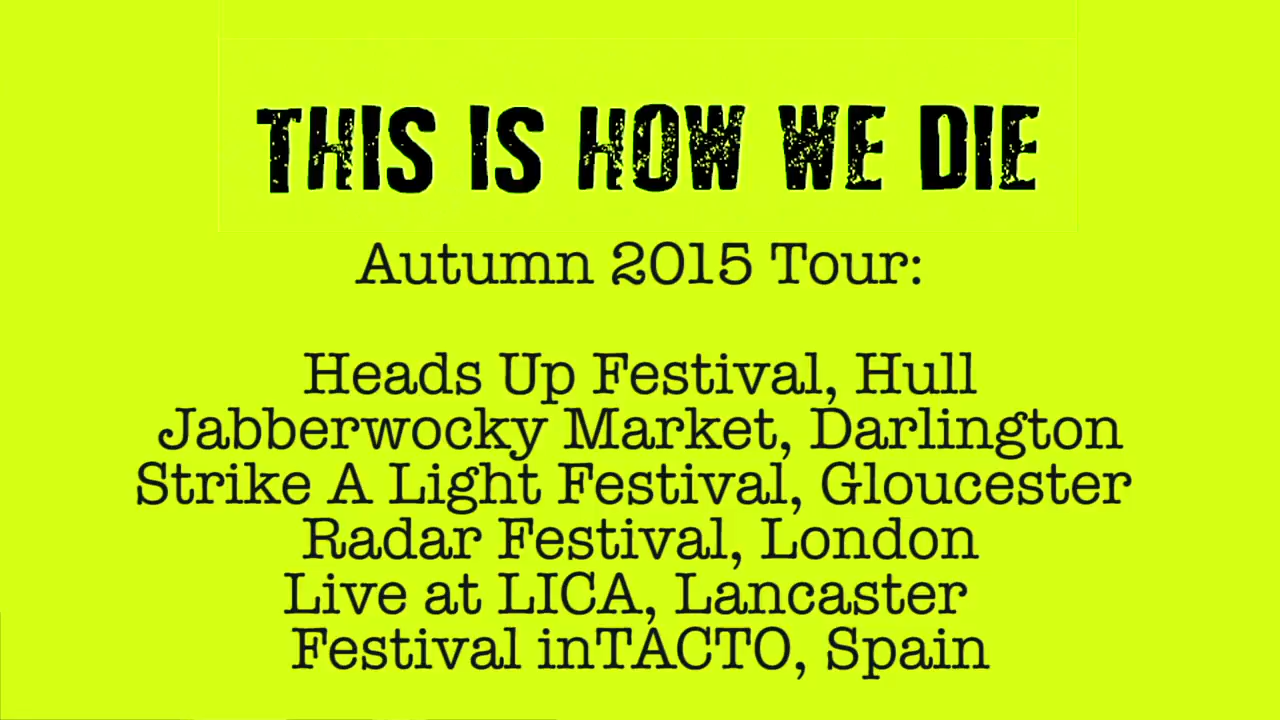 THIS IS HOW WE DIE
Autumn 2015 Tour:
Heads Up Festival, Hull
Jabberwocky Market, Darlington
Strike A Light Festival, Gloucester
Radar Festival, London
Live at LICA, Lancaster
Festival inTACTO, Spain